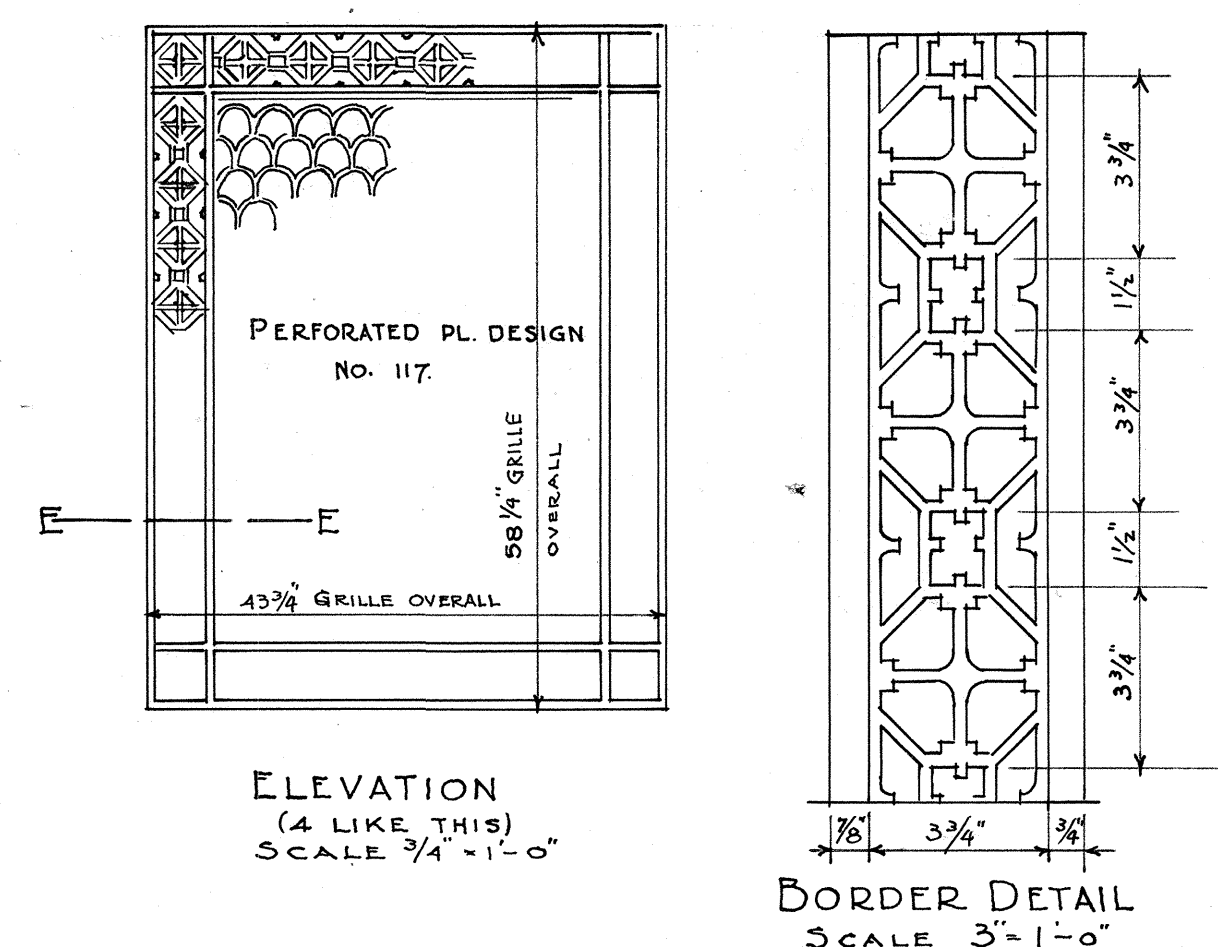 PERFORATED PL. DESIGN
No. 117.
58 1/4" GRILLE
OVERALL
E E
43 3/4" GRILLE OVERALL
ELEVATION
(4 LIKE THIS)
SCALE 3/4" = 1'-0"
3 3/4"
1 1/2"
3 3/4"
1 1/2"
3 3/4"
7/8" 3 3/4" 3/4"
BORDER DETAIL
SCALE 3" = 1'-0"